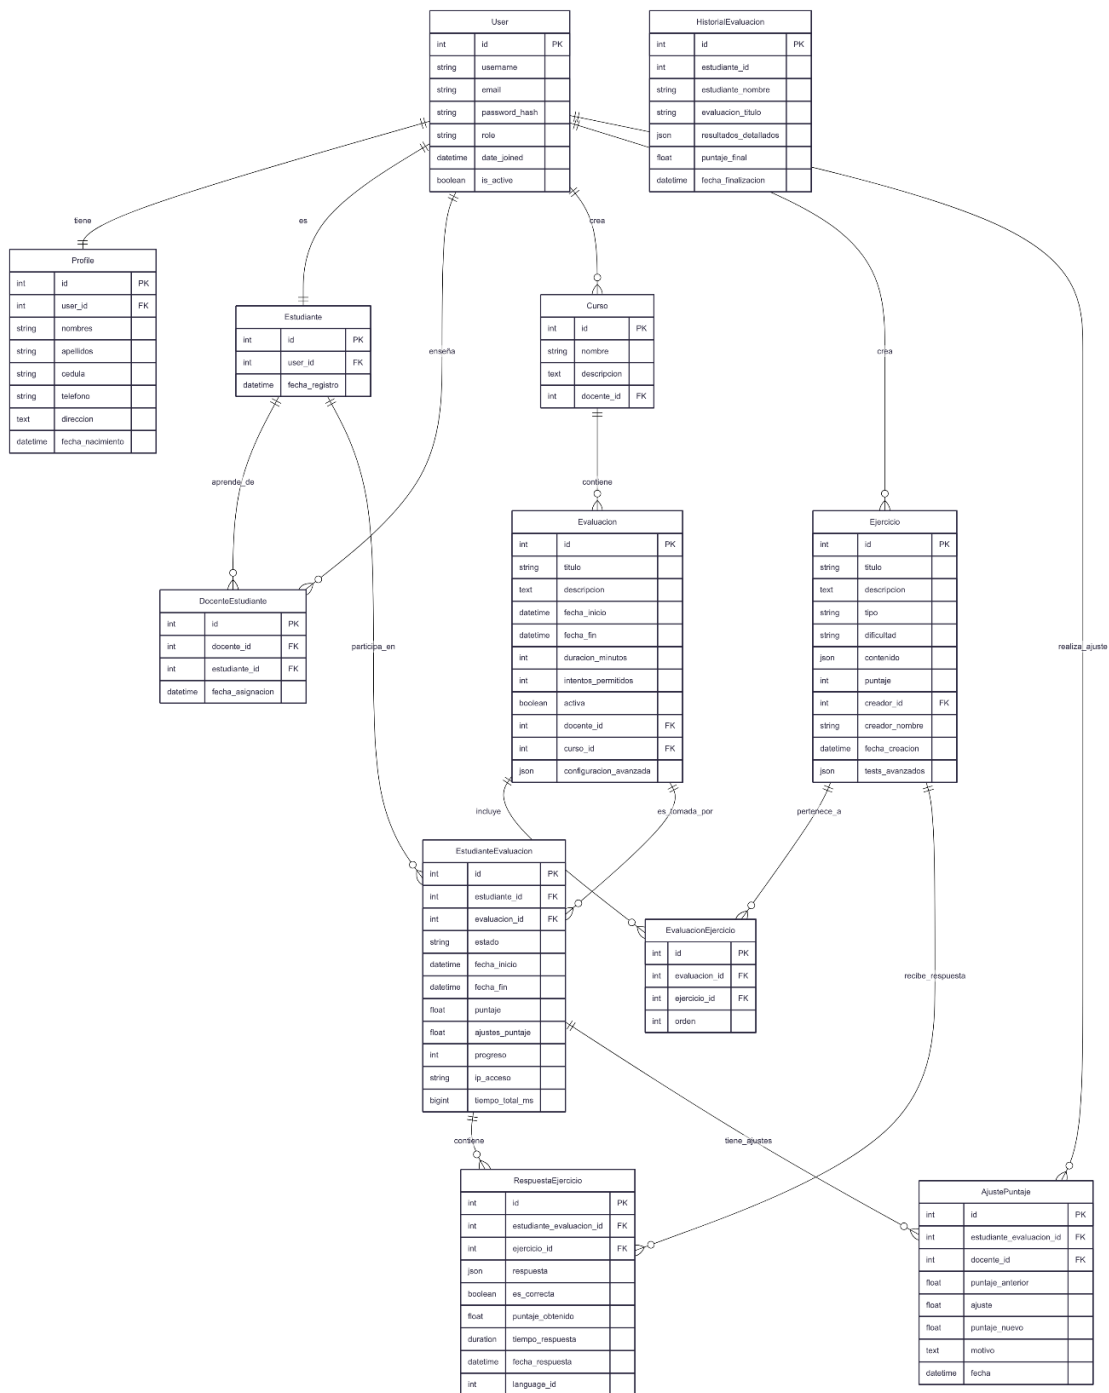 User
int id PK
string username
string email
string password_hash
string role
datetime date_joined
boolean is_active
HistorialEvaluacion
int id PK
int estudiante_id
string estudiante_nombre
string evaluacion_titulo
json resultados_detallados
float puntaje_final
datetime fecha_finalizacion
tiene
es
crea
Profile
int id PK
int user_id FK
string nombres
string apellidos
string cedula
string telefono
text direccion
datetime fecha_nacimiento
Estudiante
int id PK
int user_id FK
datetime fecha_registro
enseña
Curso
int id PK
string nombre
text descripcion
int docente_id FK
crea
aprende_de
contiene
DocenteEstudiante
int id PK
int docente_id FK
int estudiante_id FK
datetime fecha_asignacion
participa_en
Evaluacion
int id PK
string titulo
text descripcion
datetime fecha_inicio
datetime fecha_fin
int duracion_minutos
int intentos_permitidos
boolean activa
int docente_id FK
int curso_id FK
json configuracion_avanzada
Ejercicio
int id PK
string titulo
text descripcion
string tipo
string dificultad
json contenido
int puntaje
int creador_id FK
string creador_nombre
datetime fecha_creacion
json tests_avanzados
realiza_ajuste
incluye
es_tomada_por
pertenece_a
EstudianteEvaluacion
int id PK
int estudiante_id FK
int evaluacion_id FK
string estado
datetime fecha_inicio
datetime fecha_fin
float puntaje
float ajustes_puntaje
int progreso
string ip_acceso
bigint tiempo_total_ms
EvaluacionEjercicio
int id PK
int evaluacion_id FK
int ejercicio_id FK
int orden
recibe_respuesta
contiene
tiene_ajustes
RespuestaEjercicio
int id PK
int estudiante_evaluacion_id FK
int ejercicio_id FK
json respuesta
boolean es_correcta
float puntaje_obtenido
duration tiempo_respuesta
datetime fecha_respuesta
int language_id
AjustePuntaje
int id PK
int estudiante_evaluacion_id FK
int docente_id FK
float puntaje_anterior
float ajuste
float puntaje_nuevo
text motivo
datetime fecha